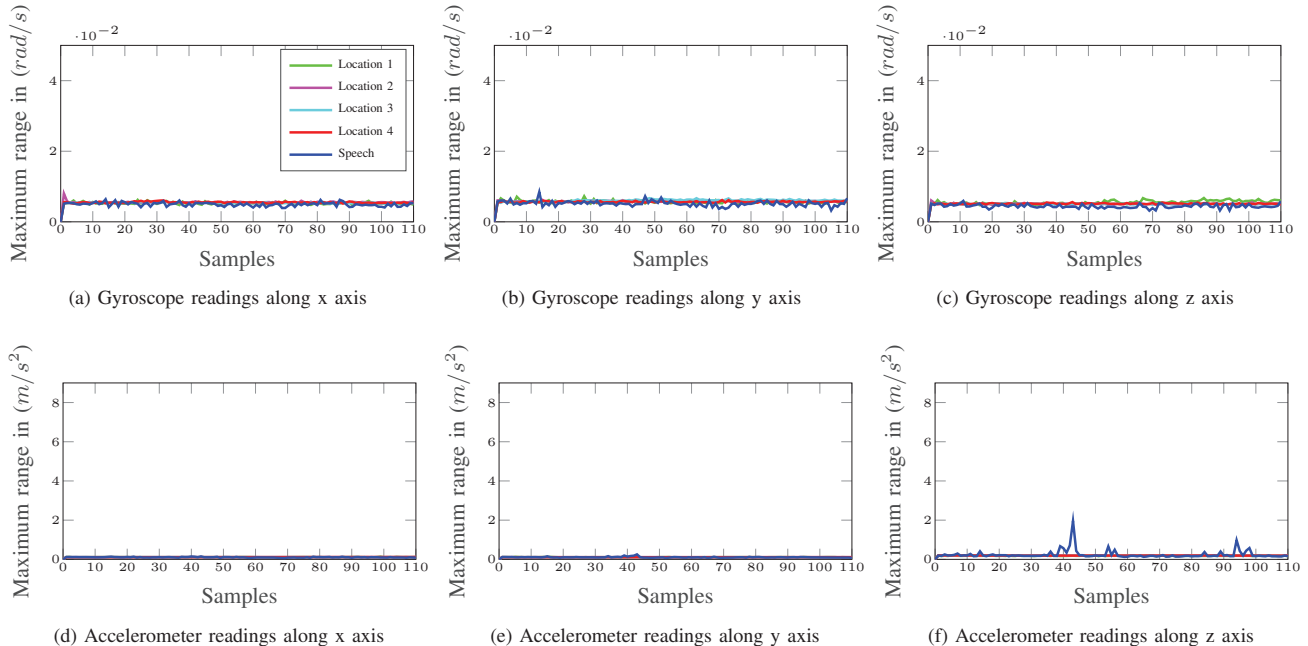 ·10−2
Maximum range in (rad/s)
4
2
0
0 10 20 30 40 50 60 70 80 90 100 110
Samples
Location 1
Location 2
Location 3
Location 4
Speech
(a) Gyroscope readings along x axis
·10−2
Maximum range in (rad/s)
4
2
0
0 10 20 30 40 50 60 70 80 90 100 110
Samples
(b) Gyroscope readings along y axis
·10−2
Maximum range in (rad/s)
4
2
0
0 10 20 30 40 50 60 70 80 90 100 110
Samples
(c) Gyroscope readings along z axis
Maximum range in (m/s²)
8
6
4
2
0
0 10 20 30 40 50 60 70 80 90 100 110
Samples
(d) Accelerometer readings along x axis
Maximum range in (m/s²)
8
6
4
2
0
0 10 20 30 40 50 60 70 80 90 100 110
Samples
(e) Accelerometer readings along y axis
Maximum range in (m/s²)
8
6
4
2
0
0 10 20 30 40 50 60 70 80 90 100 110
Samples
(f) Accelerometer readings along z axis